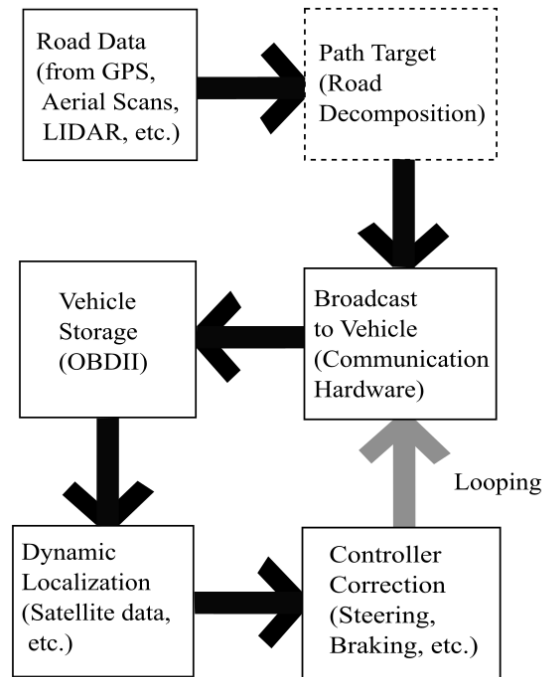 Road Data
(from GPS,
Aerial Scans,
LIDAR, etc.)
Path Target
(Road
Decomposition)
Vehicle
Storage
(OBDII)
Broadcast
to Vehicle
(Communication
Hardware)
Looping
Dynamic
Localization
(Satellite data,
etc.)
Controller
Correction
(Steering,
Braking, etc.)